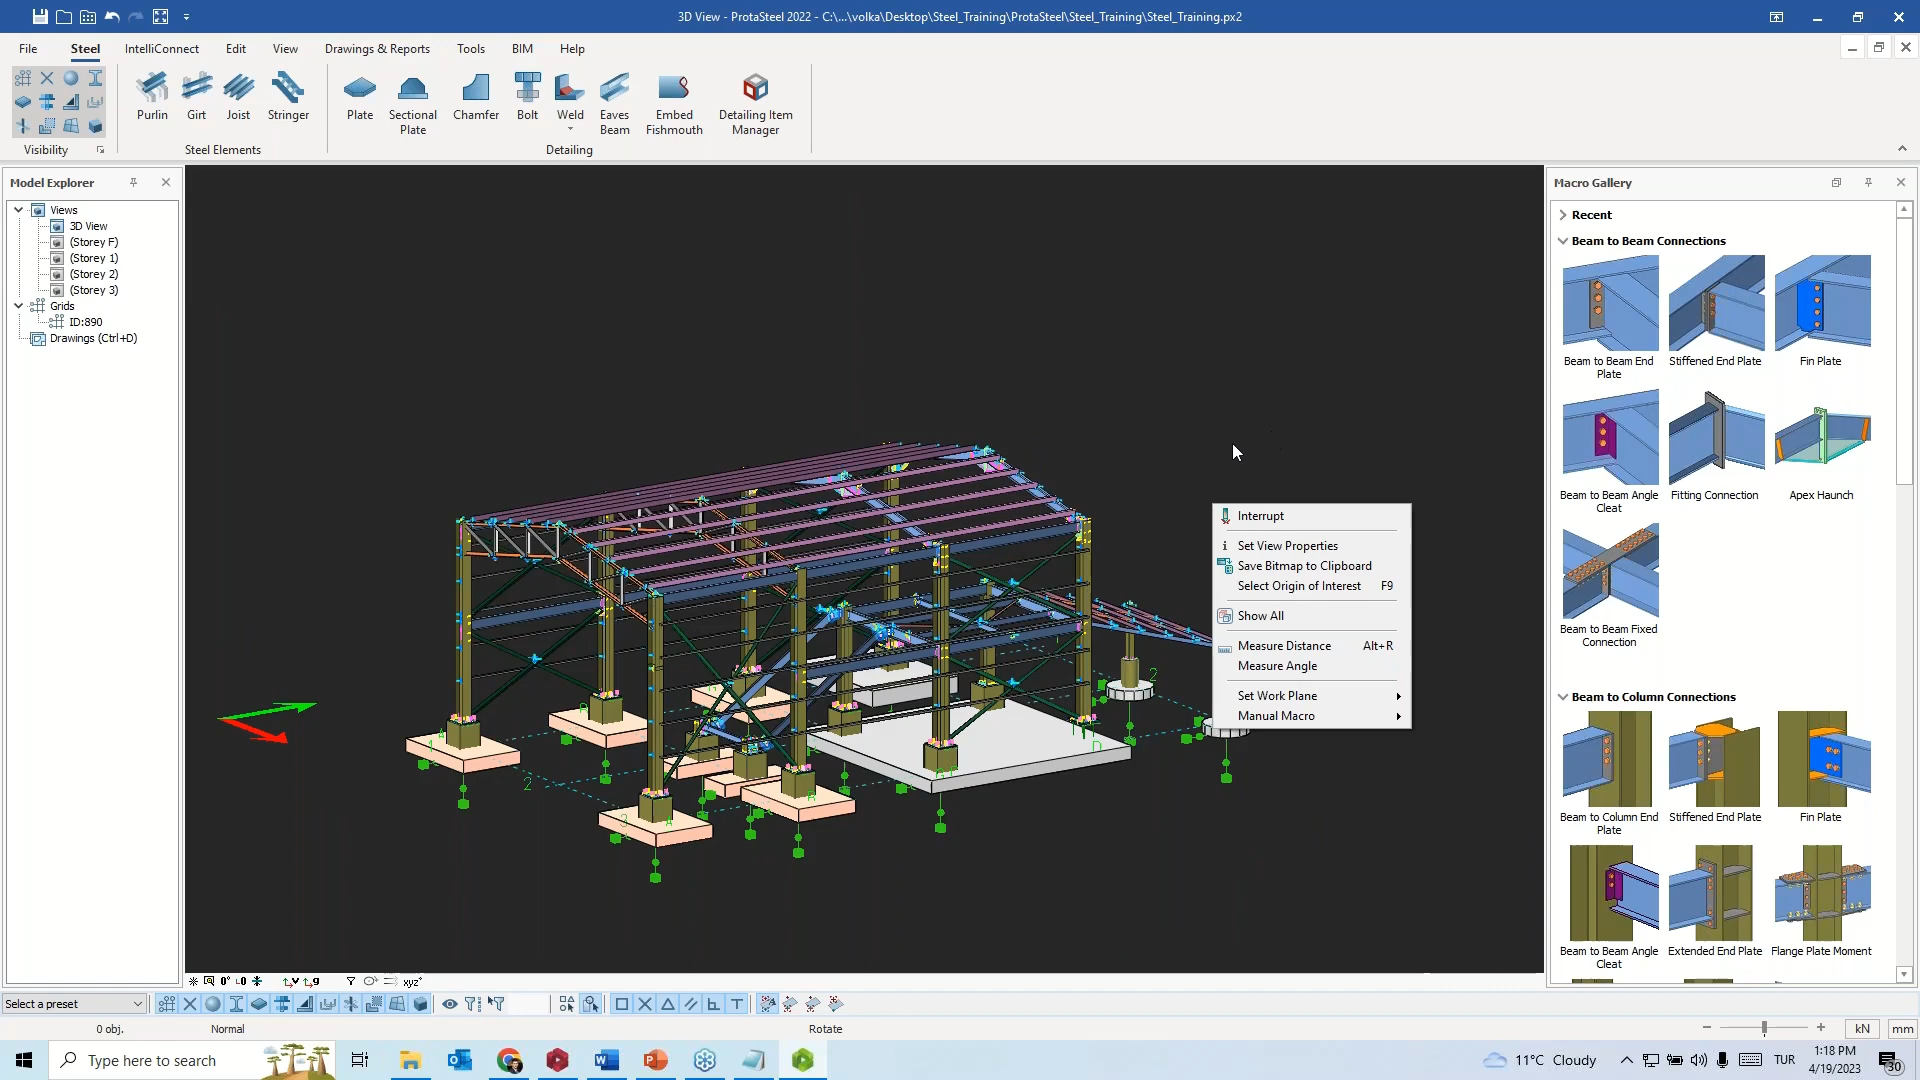 3D View - ProtaSteel 2022 - C:\...\volka\Desktop\Steel_Training\ProtaSteel\Steel_Training\Steel_Training.px2
File
Steel
IntelliConnect
Edit
View
Drawings & Reports
Tools
BIM
Help
Purlin
Girt
Joist
Stringer
Plate
Sectional
Plate
Chamfer
Bolt
Weld
Eaves
Beam
Embed
Fishmouth
Detailing Item
Manager
Visibility
Steel Elements
Detailing
Model Explorer
Views
3D View
(Storey F)
(Storey 1)
(Storey 2)
(Storey 3)
Grids
ID:890
Drawings (Ctrl+D)
Interrupt
Set View Properties
Save Bitmap to Clipboard
Select Origin of Interest F9
Show All
Measure Distance Alt+R
Measure Angle
Set Work Plane
Manual Macro
2
2
D
Macro Gallery
Recent
Beam to Beam Connections
Beam to Beam End
Plate
Stiffened End Plate
Fin Plate
Beam to Beam Angle
Cleat
Fitting Connection
Apex Haunch
Beam to Beam Fixed
Connection
Beam to Column Connections
Beam to Column End
Plate
Stiffened End Plate
Fin Plate
Beam to Beam Angle
Cleat
Extended End Plate
Flange Plate Moment
xyz
Select a preset
0 obj.
Normal
Rotate
kN
mm
Type here to search
11°C Cloudy
TUR
1:18 PM
4/19/2023
30